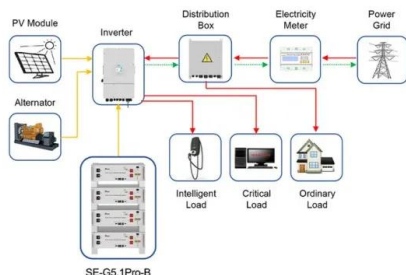 PV Module
Inverter
Distribution
Box
Electricity
Meter
Power
Grid
Alternator
Intelligent
Load
Critical
Load
Ordinary
Load
SE-G5.1Pro-B